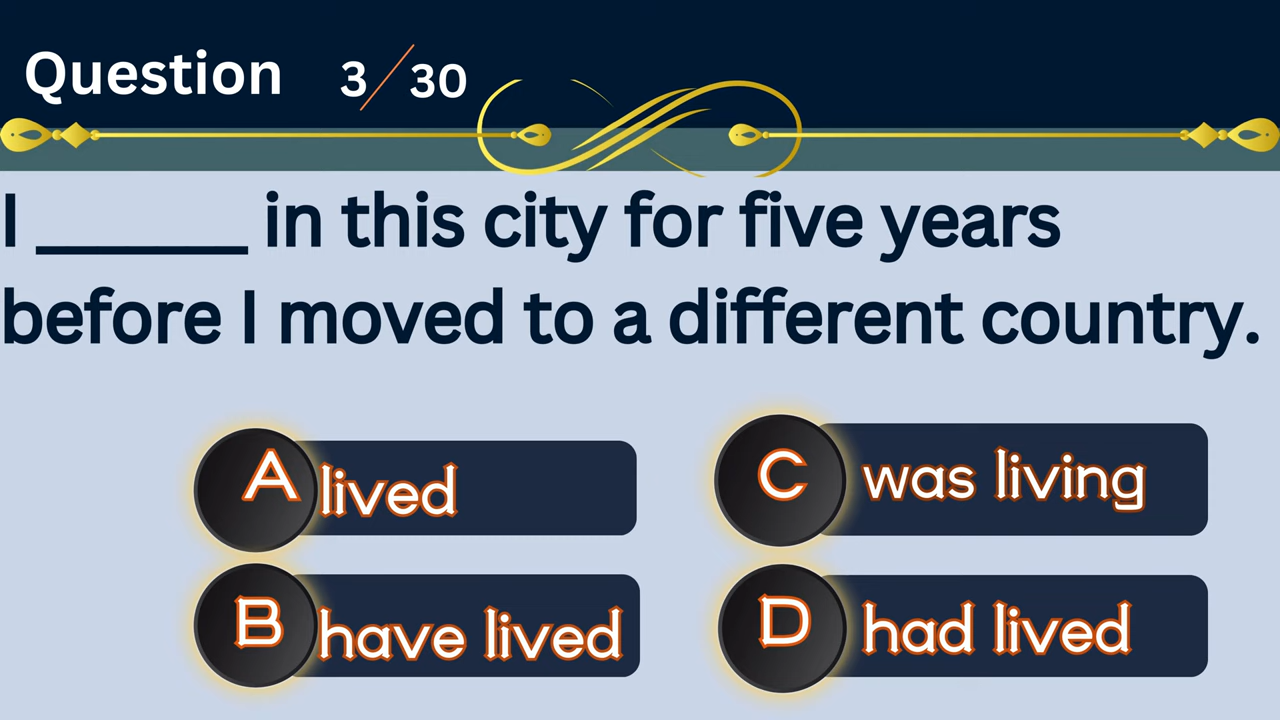 Question 3/30
I ______ in this city for five years
before I moved to a different country.
A lived
C was living
B have lived
D had lived